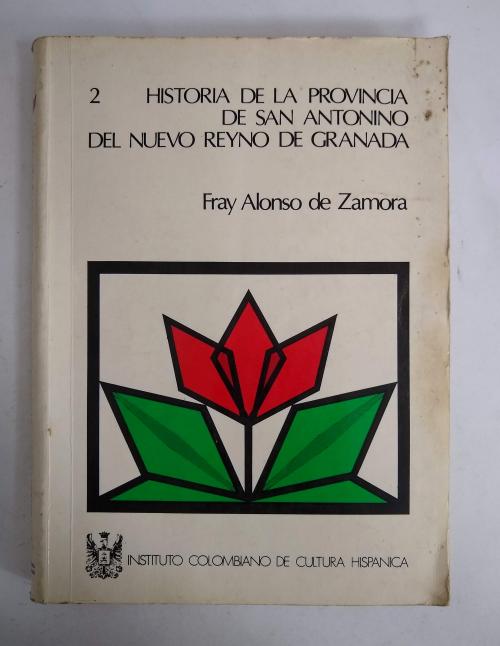 2 HISTORIA DE LA PROVINCIA
DE SAN ANTONINO
DEL NUEVO REYNO DE GRANADA
Fray Alonso de Zamora
INSTITUTO COLOMBIANO DE CULTURA HISPANICA